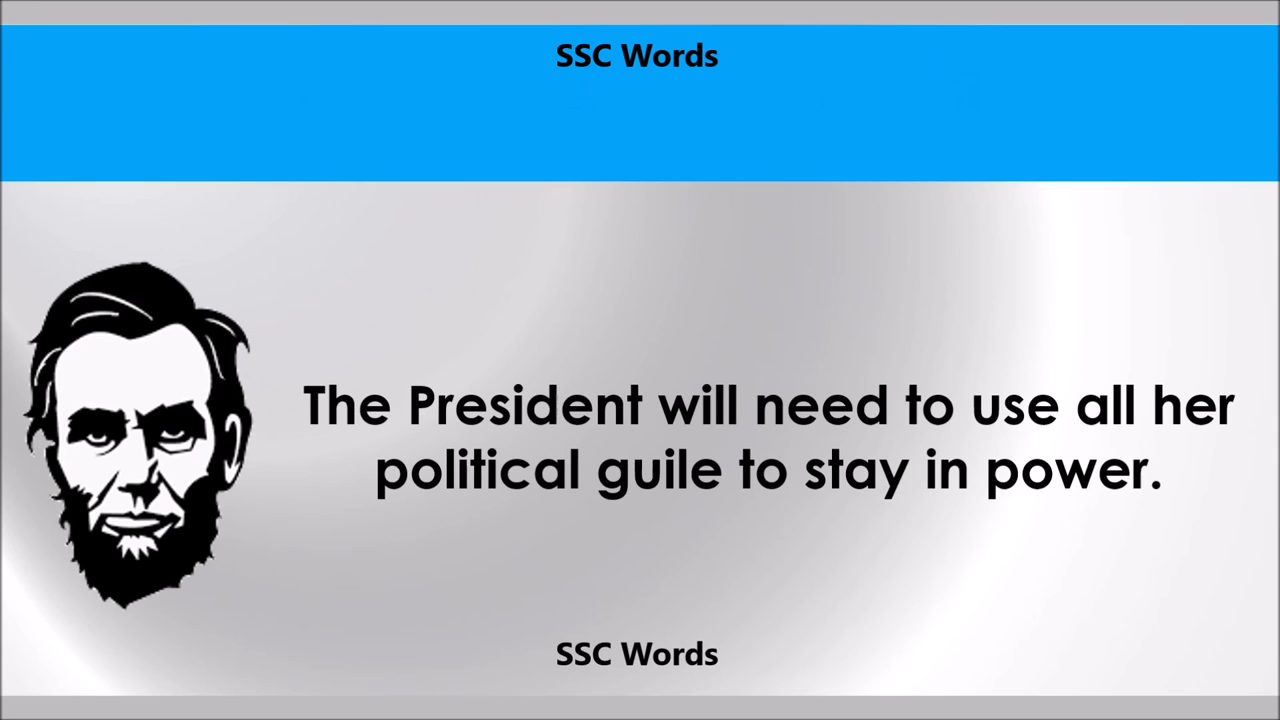 SSC Words
The President will need to use all her
political guile to stay in power.
SSC Words